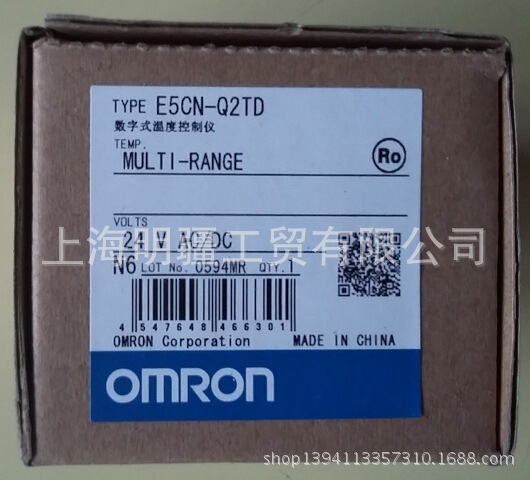 TYPE E5CN-Q2TD
数字式温度控制仪
TEMP.
MULTI-RANGE
Ro
VOLTS
24 V AC/DC
上海明瑙工贸有限公司
N6 LOT No. 0594MR QTY. 1
4 547648 466301
OMRON Corporation MADE IN CHINA
OMRON
shop1394113357310.1688.com